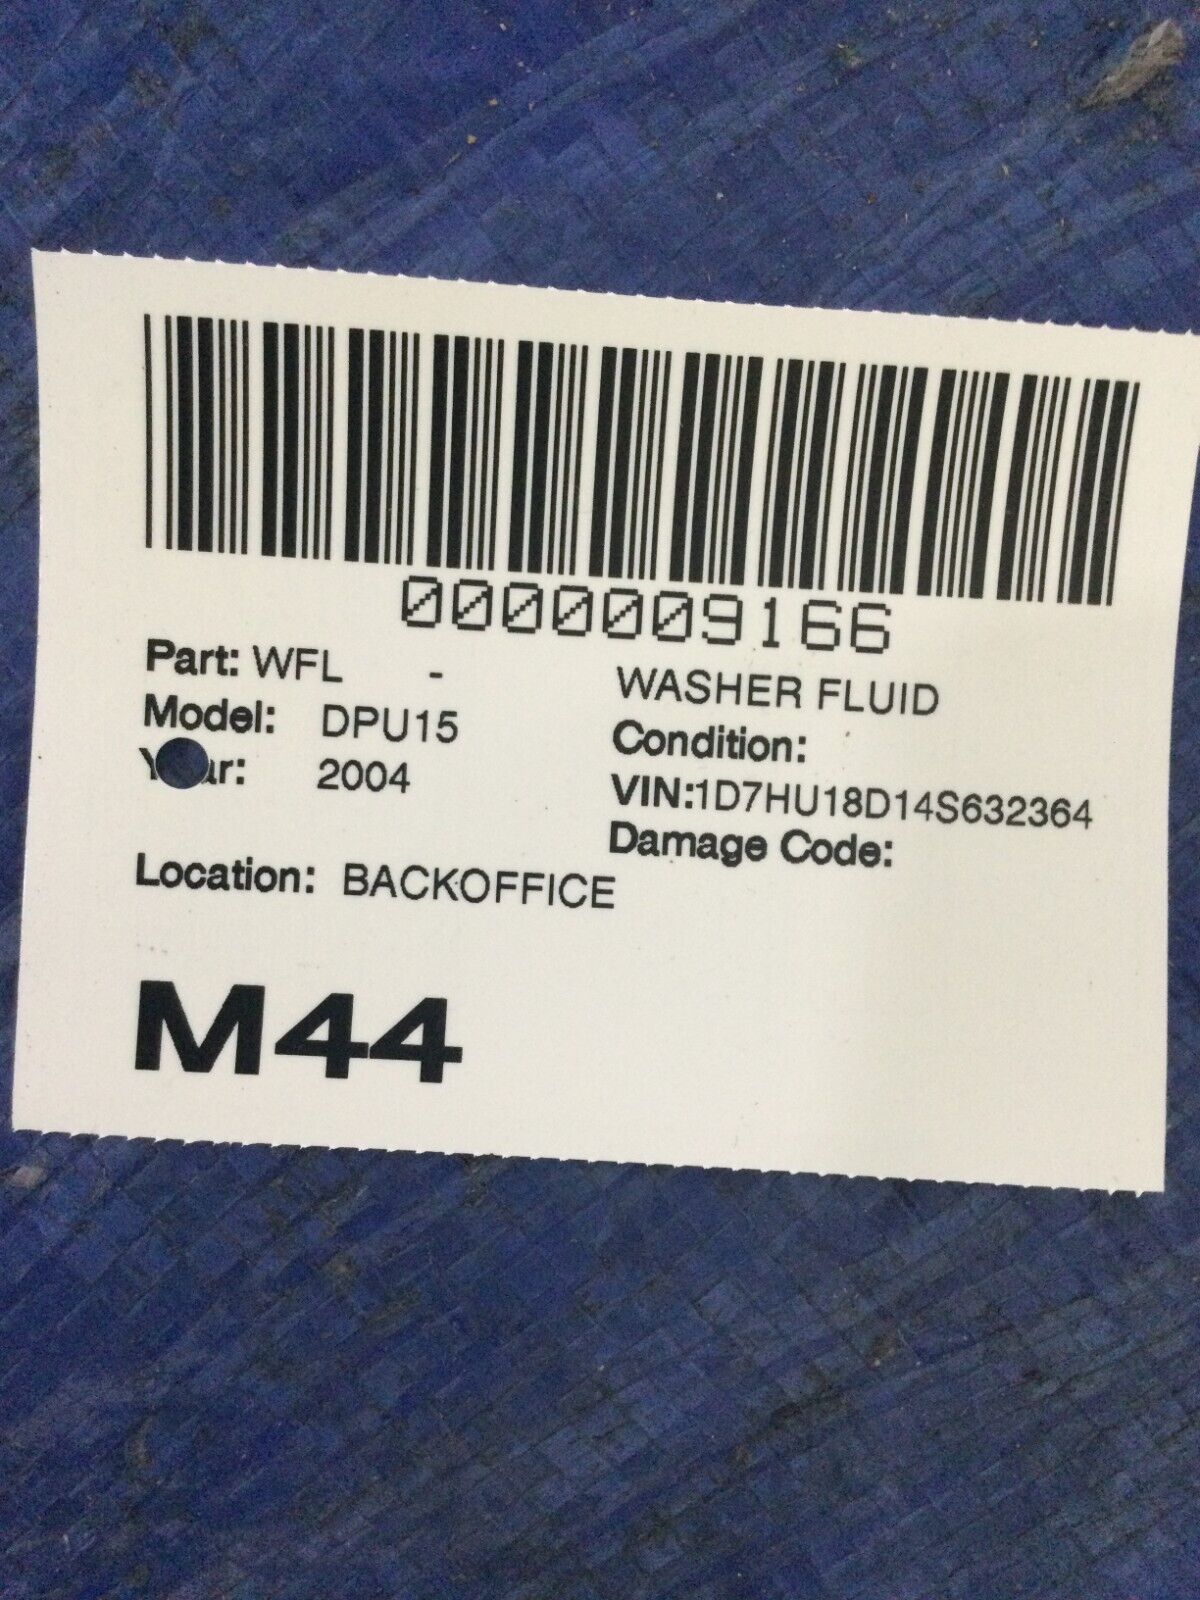 0000009166
Part: WFL - WASHER FLUID
Model: DPU15 Condition:
2004 VIN:1D7HU18D14S632364
Damage Code:
Location: BACKOFFICE
M44